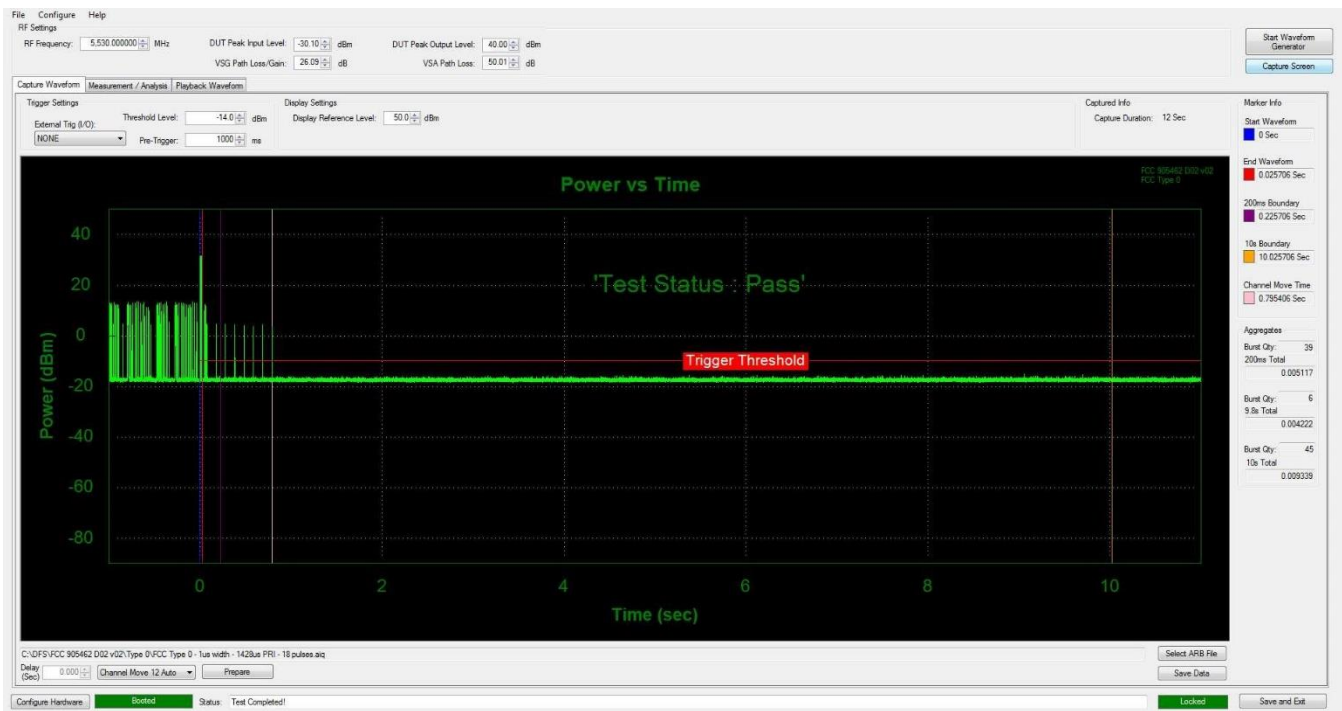 File Configure Help
RF Settings
RF Frequency: 5,530.000000 MHz DUT Peak Input Level: -30.10 dBm DUT Peak Output Level: 40.00 dBm
VSG Path Loss/Gain: 26.09 dB VSA Path Loss: 50.01 dB
Start Waveform Generator
Capture Screen
Capture Waveform Measurement / Analysis Playback Waveform
Trigger Settings
External Trig (I/O): Threshold Level: -14.0 dBm
NONE Pre-Trigger: 1000 ms
Display Settings
Display Reference Level: 50.0 dBm
Captured Info
Capture Duration: 12 Sec
Marker Info
Start Waveform
0 Sec
End Waveform
0.025706 Sec
200ms Boundary
0.225706 Sec
10s Boundary
10.025706 Sec
Channel Move Time
0.795406 Sec
Aggregates
Burst Qty: 39
200ms Total
0.005117
Burst Qty: 6
9.8s Total
0.004222
Burst Qty: 45
10s Total
0.009339
Power vs Time
FCC 905462 D02 v02
FCC Type 0
'Test Status : Pass'
Trigger Threshold
Power (dBm)
40
20
0
-20
-40
-60
-80
0 2 4 6 8 10
Time (sec)
C:\DFS\FCC 905462 D02 v02\Type 0\FCC Type 0 - 1us width - 1428us PRI - 18 pulses.aiq
Select ARB File
Delay (Sec) 0.000 Channel Move 12 Auto Prepare
Save Data
Configure Hardware Booted Status: Test Completed! Locked Save and Exit